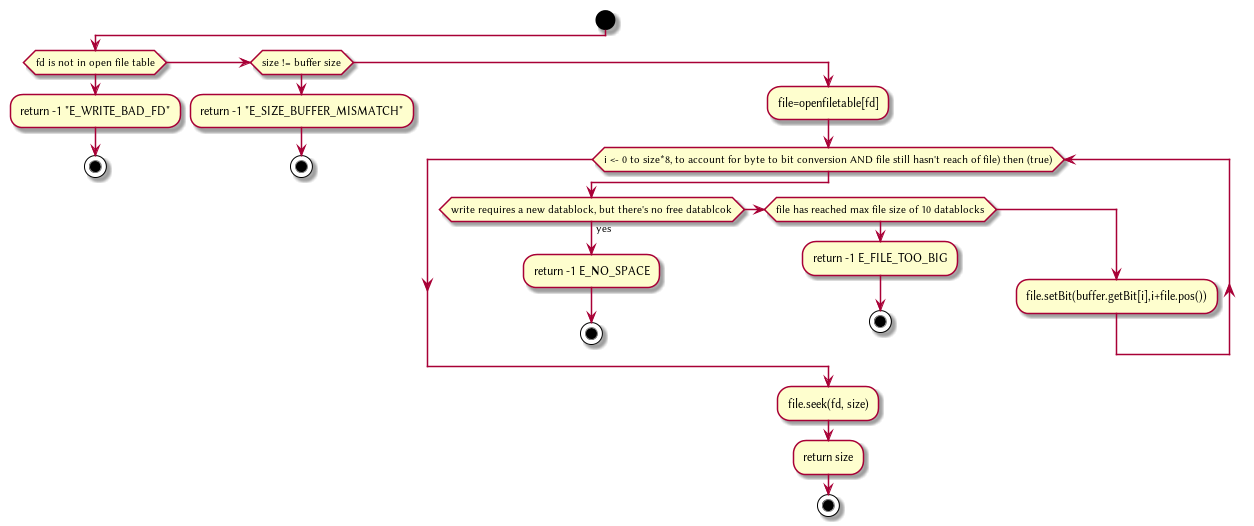 fd is not in open file table
size != buffer size
return -1 "E_WRITE_BAD_FD"
return -1 "E_SIZE_BUFFER_MISMATCH"
file=openfiletable[fd]
i <- 0 to size*8, to account for byte to bit conversion AND file still hasn't reach of file) then (true)
write requires a new datablock, but there's no free datablcok
file has reached max file size of 10 datablocks
yes
return -1 E_NO_SPACE
return -1 E_FILE_TOO_BIG
file.setBit(buffer.getBit[i],i+file.pos())
file.seek(fd, size)
return size